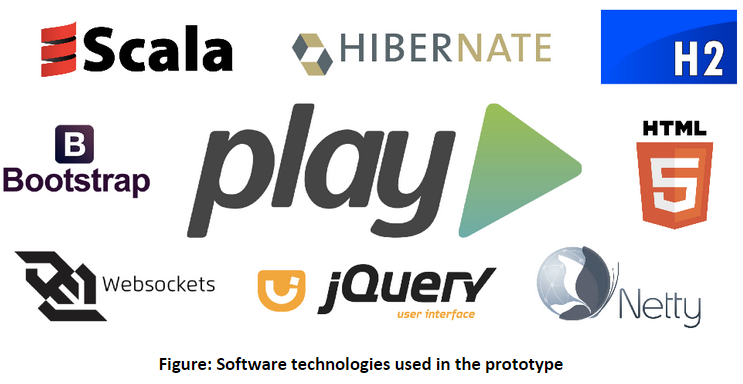 Scala
HIBERNATE
H2
B
Bootstrap
play
HTML
5
Websockets
jQuery
user interface
Netty
Figure: Software technologies used in the prototype